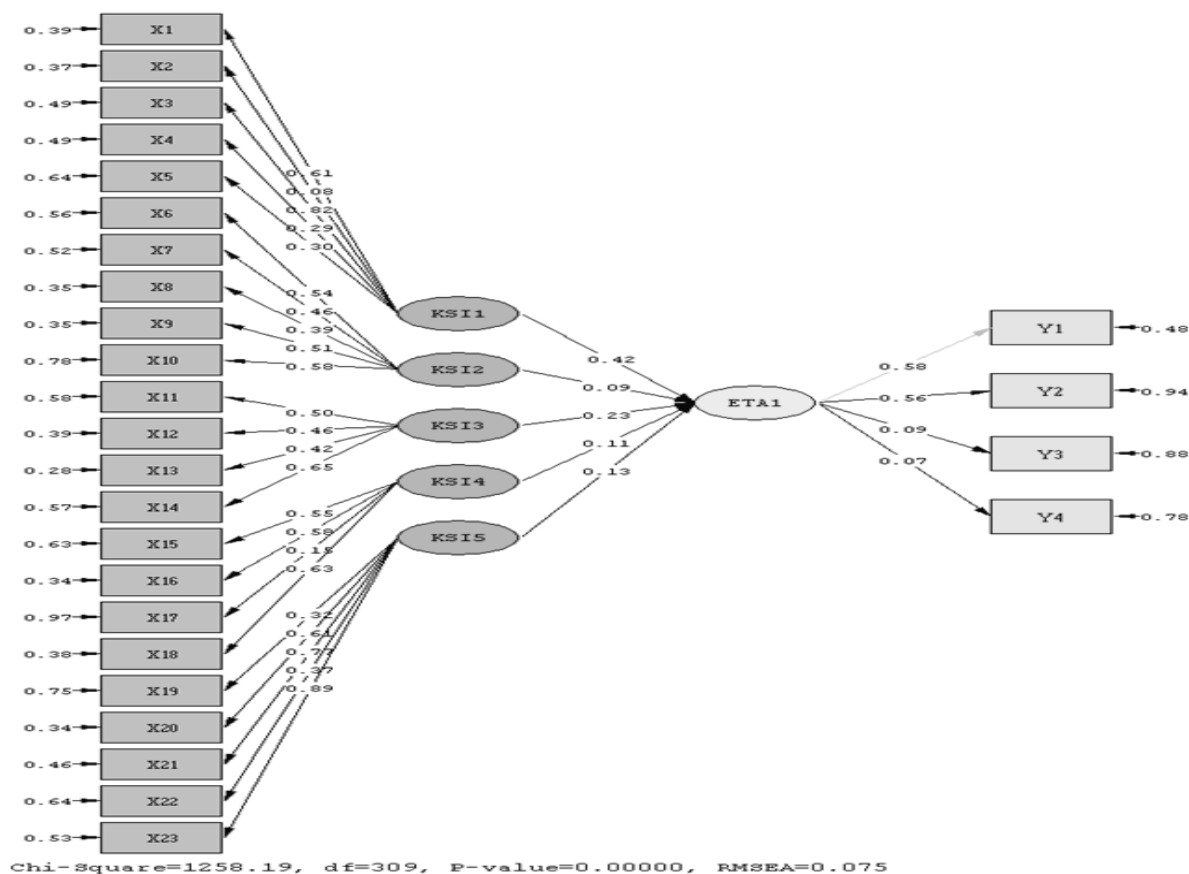 0.39 X1
0.37 X2
0.49 X3
0.49 X4
0.64 X5
0.56 X6
0.52 X7
0.35 X8
0.35 X9
0.78 X10
0.58 X11
0.39 X12
0.28 X13
0.57 X14
0.63 X15
0.34 X16
0.97 X17
0.38 X18
0.75 X19
0.34 X20
0.46 X21
0.64 X22
0.53 X23
0.61
0.08
0.82
0.29
0.30
0.54
0.46
0.39
0.51
0.58
0.50
0.46
0.42
0.65
0.55
0.58
0.15
0.63
0.32
0.61
0.77
0.37
0.89
KSI1
KSI2
KSI3
KSI4
KSI5
0.42
0.09
0.23
0.11
0.13
ETA1
0.58
0.56
0.09
0.07
Y1 0.48
Y2 0.94
Y3 0.88
Y4 0.78
Chi-Square=1258.19, df=309, P-value=0.00000, RMSEA=0.075